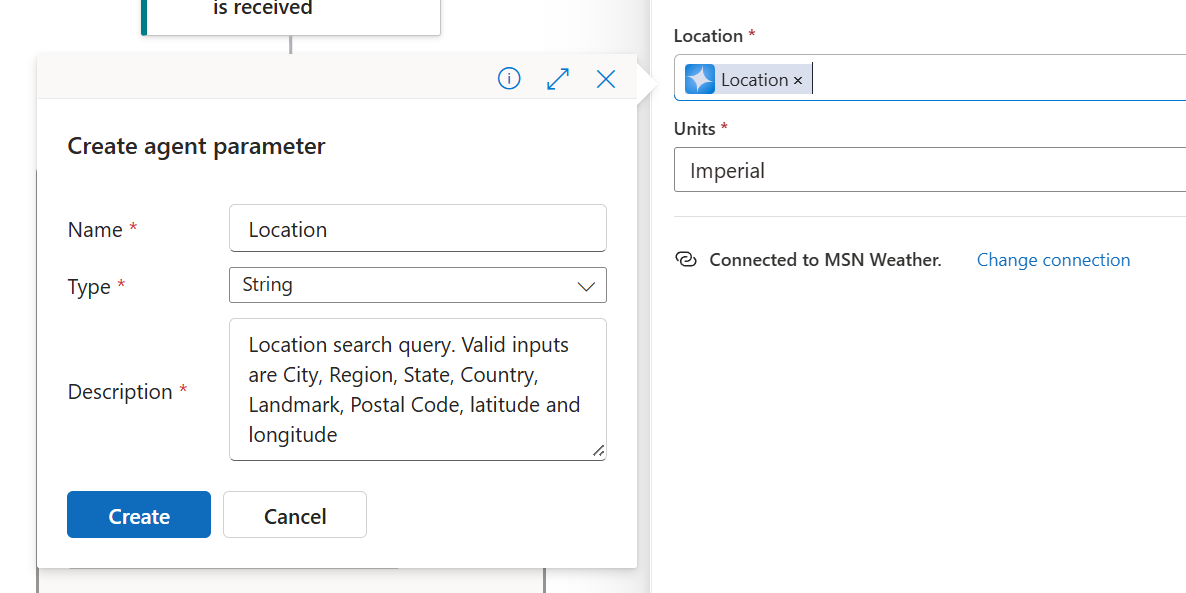 is received
Create agent parameter
Name *
Location
Type *
String
Description *
Location search query. Valid inputs
are City, Region, State, Country,
Landmark, Postal Code, latitude and
longitude
Create
Cancel
Location *
Location ×
Units *
Imperial
Connected to MSN Weather.
Change connection